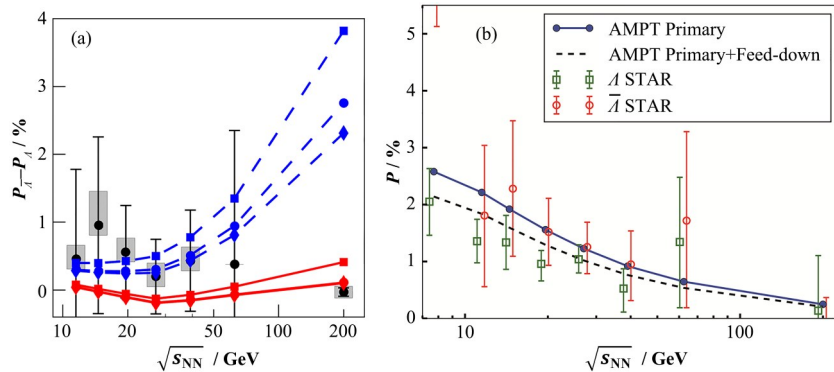 (a)
4
3
2
1
0
P_Λ̄—P_Λ / %
10
20
50
100
200
√s_NN / GeV
(b)
AMPT Primary
AMPT Primary+Feed-down
Λ STAR
Λ̄ STAR
5
4
3
2
1
0
P / %
10
100
√s_NN / GeV